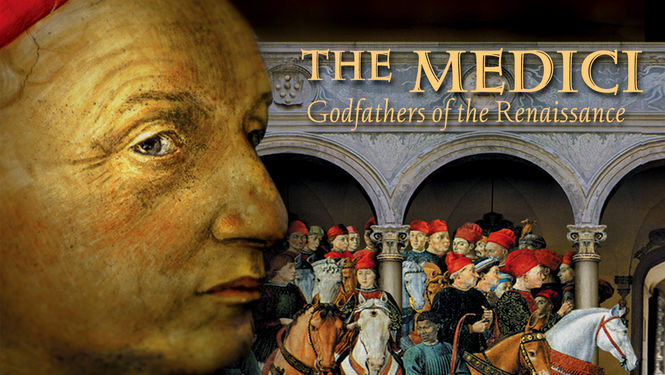 THE MEDICI
Godfathers of the Renaissance